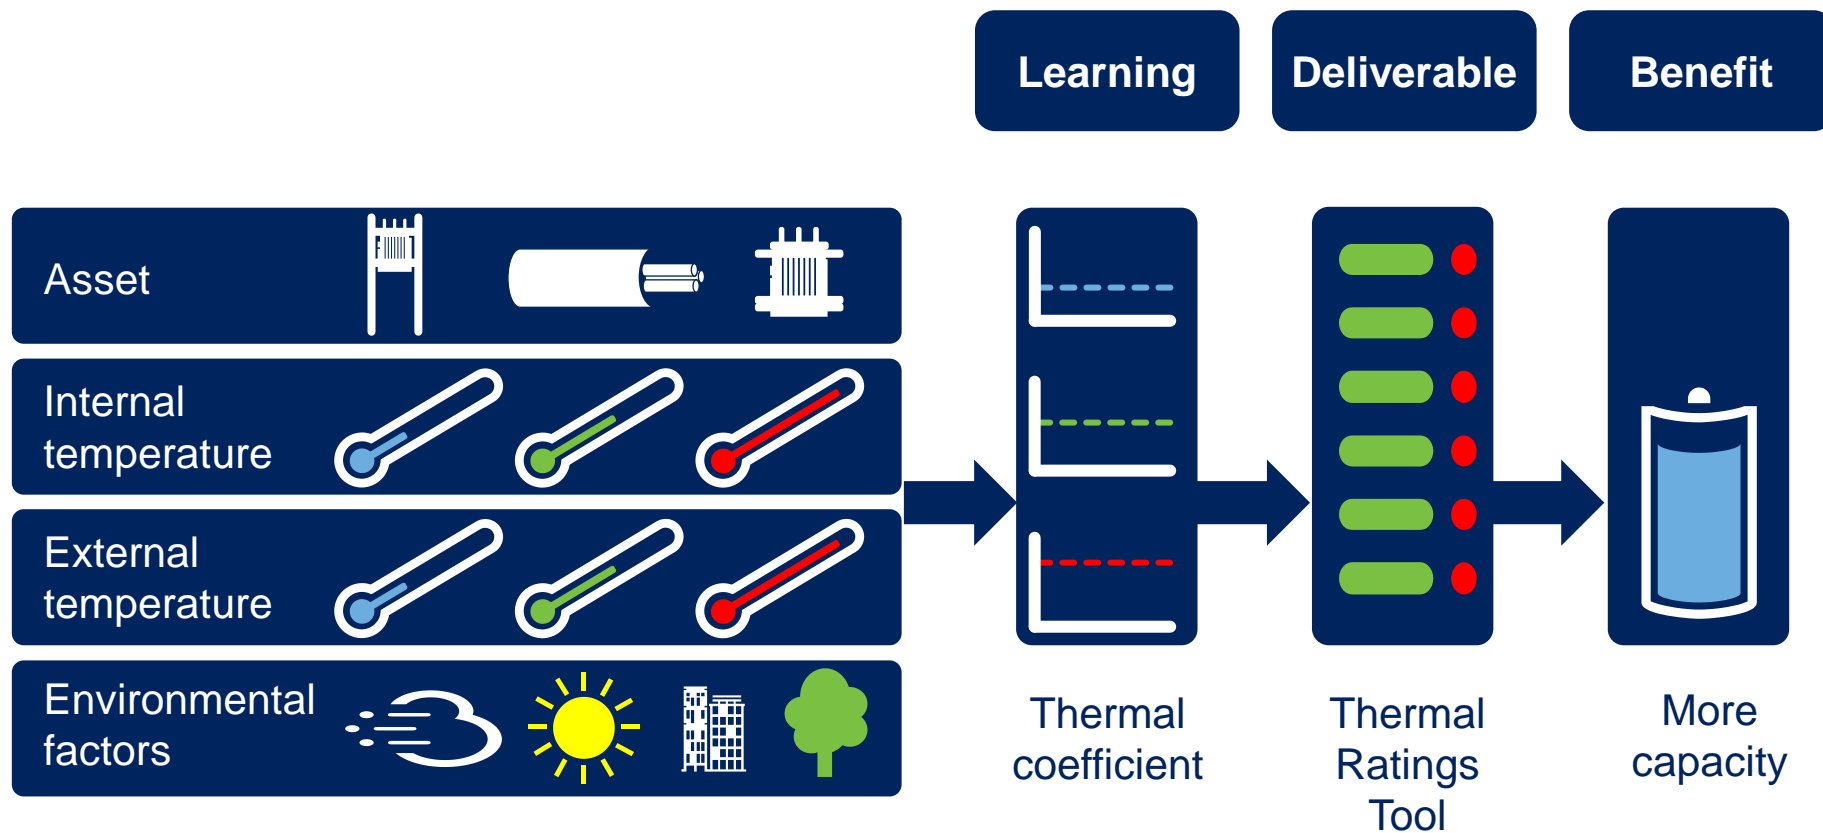 Learning
Deliverable
Benefit
Asset
Internal
temperature
External
temperature
Environmental
factors
Thermal
coefficient
Thermal
Ratings
Tool
More
capacity